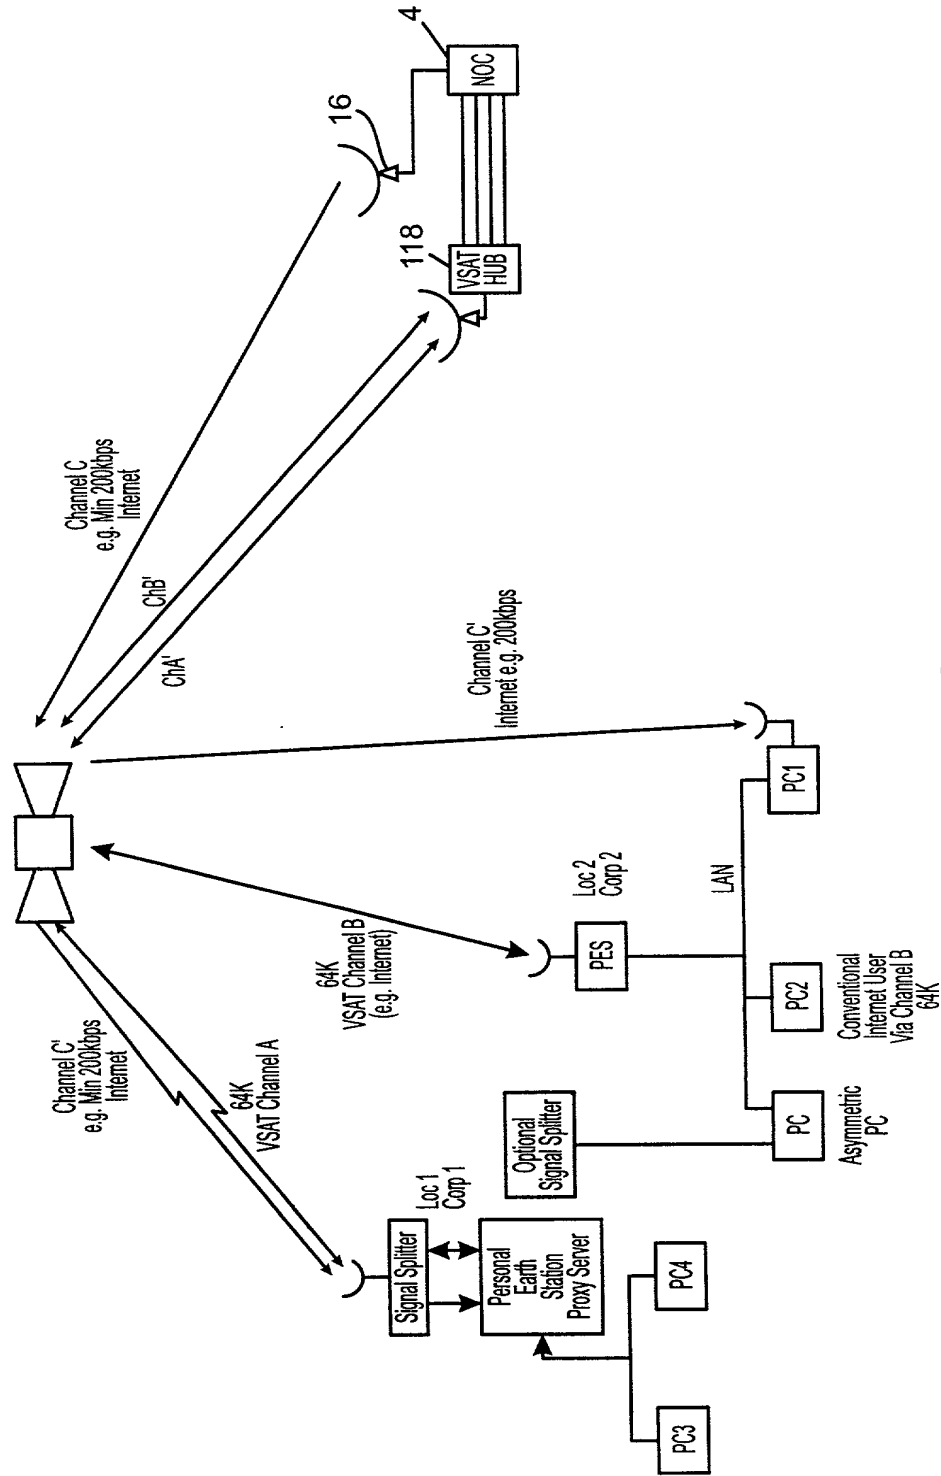 Channel C'
e.g. Min 200kbps
Internet
64K
VSAT Channel A
Signal Splitter
Loc 1
Corp 1
Personal
Earth
Station
Proxy Server
PC3
PC4
Optional
Signal Splitter
64K
VSAT Channel B
(e.g. Internet)
PES
Loc 2
Corp 2
LAN
PC
Asymmetric
PC
PC2
Conventional
Internet User
Via Channel B
64K
PC1
Channel C'
Internet e.g. 200kbps
ChA'
ChB'
Channel C
e.g. Min 200kbps
Internet
118
VSAT
HUB
16
4
NOC